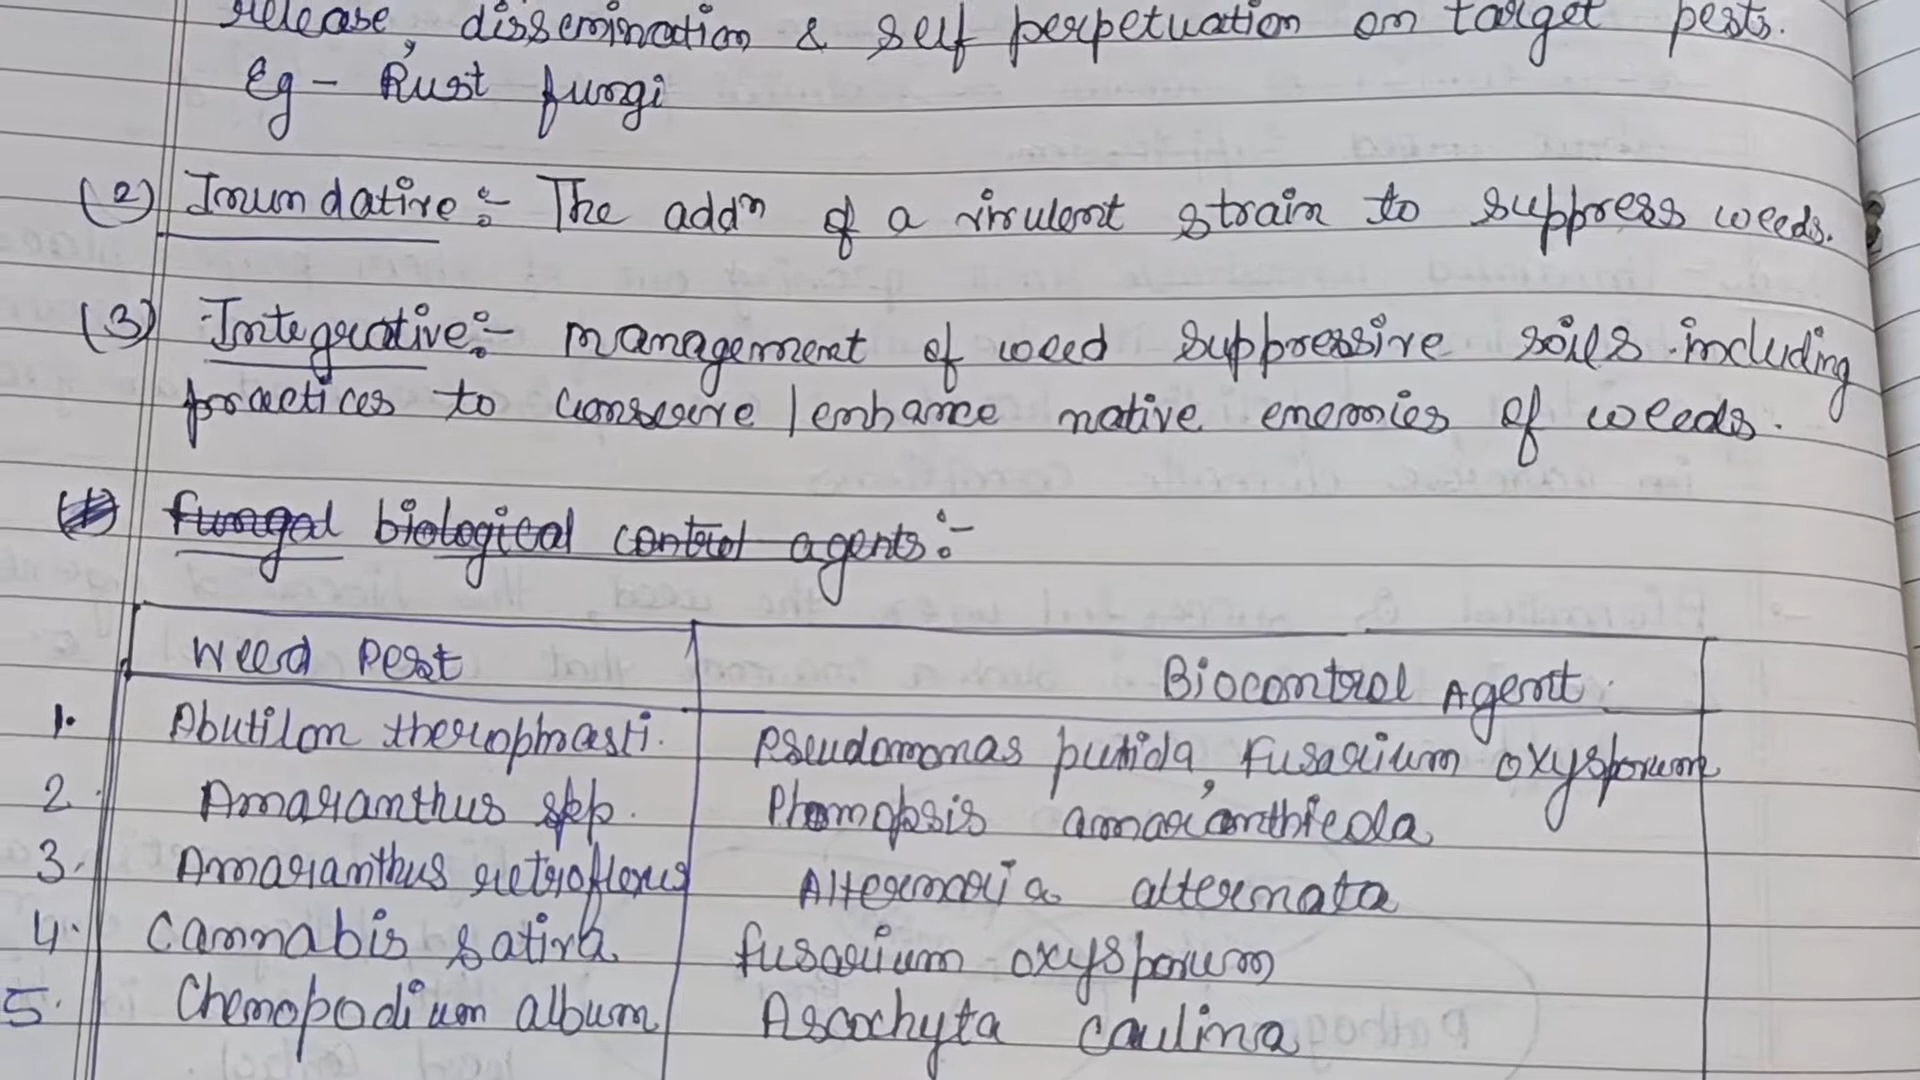 release, dissemination & self perpetuation on target pests.
Eg - Rust fungi
(2) Inundative :- The addn of a virulent strain to suppress weeds.
(3) Integrative :- management of weed suppressive soils including
practices to conserve / enhance native enemies of weeds.
fungal biological control agents :-
Weed Pest Biocontrol Agent.
1. Abutilon theriophrasti. Pseudomonas putida, Fusarium oxysporum
2. Amaranthus spp. Phomopsis amaranthicola
3. Amaranthus retroflexus Alternaria alternata
4. Cannabis sativa. fusarium oxysporum
5. Chenopodium album Ascochyta caulina